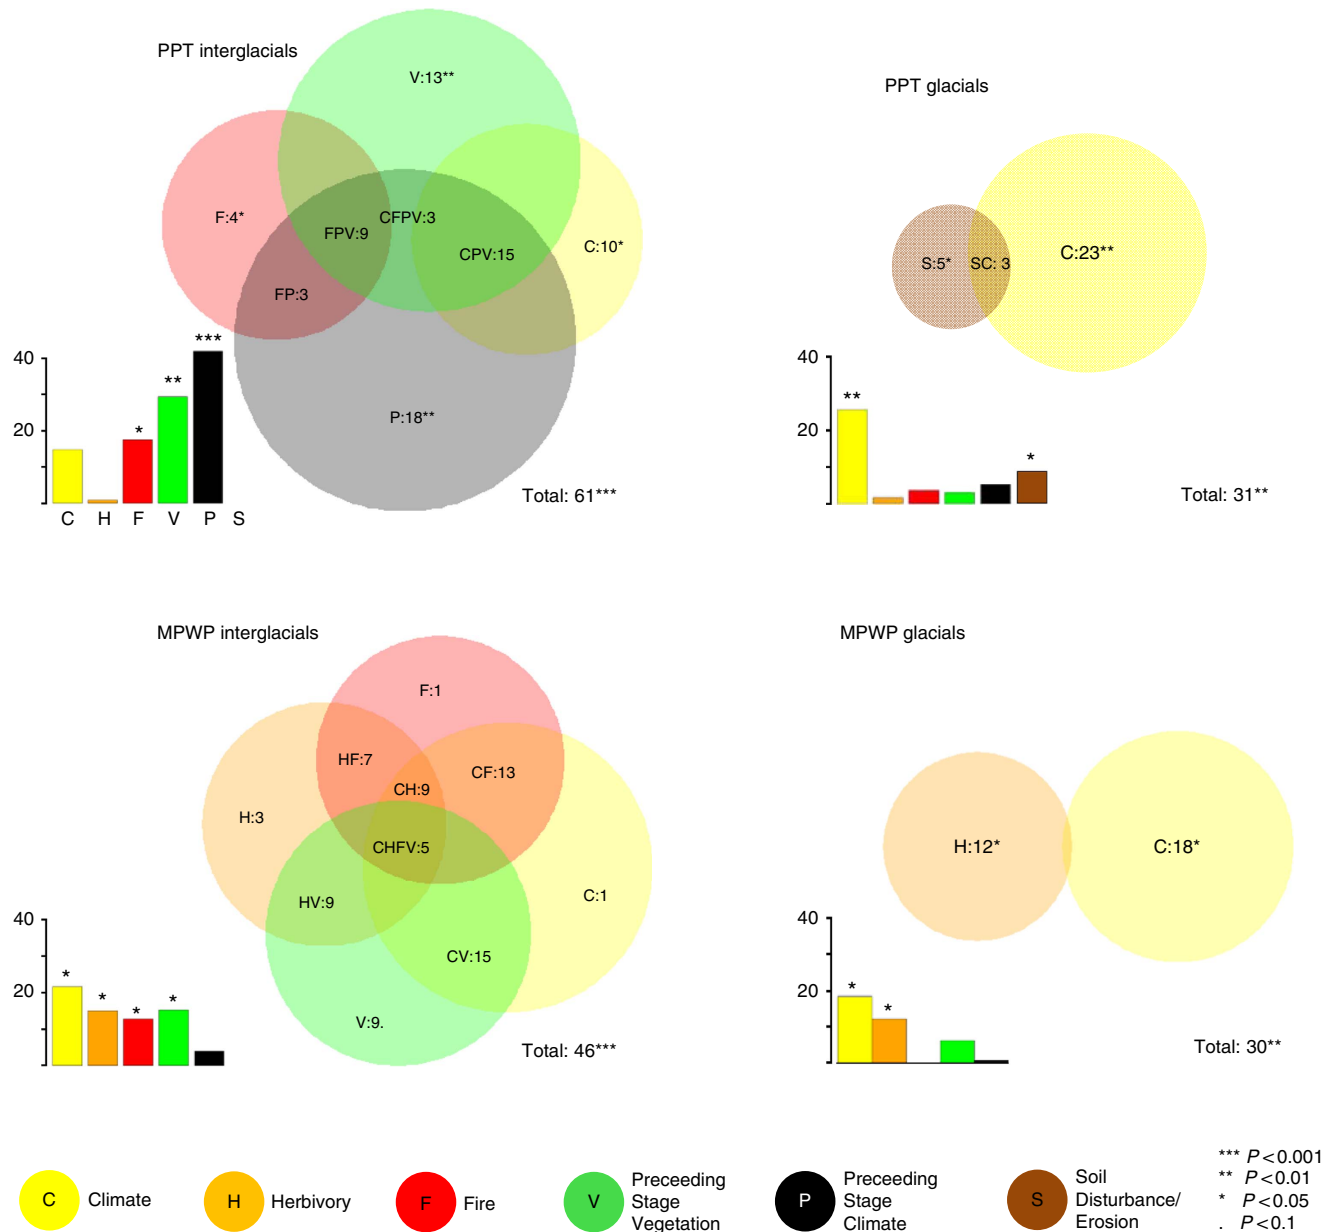 PPT interglacials
V:13**
F:4*
CFPV:3
FPV:9
C:10*
CPV:15
FP:3
P:18**
Total: 61***
40
20
*
**
***
C H F V P S
PPT glacials
S:5*
SC: 3
C:23**
40
20
**
*
Total: 31**
MPWP interglacials
F:1
HF:7
CF:13
CH:9
H:3
CHFV:5
C:1
HV:9
CV:15
V:9.
Total: 46***
40
20
*
*
*
*
MPWP glacials
H:12*
C:18*
40
20
*
*
Total: 30**
C Climate
H Herbivory
F Fire
V Preceeding
Stage
Vegetation
P Preceeding
Stage
Climate
S Soil
Disturbance/
Erosion
*** P<0.001
** P<0.01
* P<0.05
. P<0.1